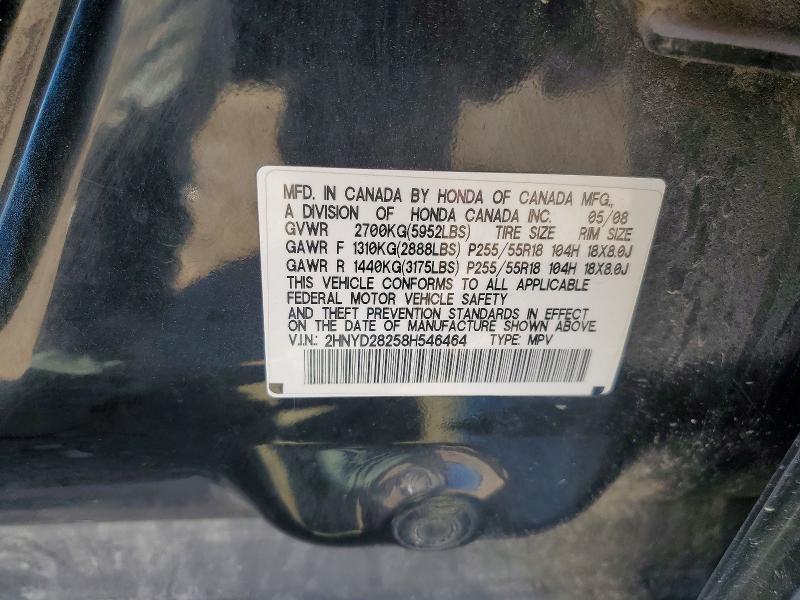 MFD. IN CANADA BY HONDA OF CANADA MFG.,
A DIVISION OF HONDA CANADA INC. 05/08
GVWR 2700KG(5952LBS) TIRE SIZE RIM SIZE
GAWR F 1310KG(2888LBS) P255/55R18 104H 18X8.0J
GAWR R 1440KG(3175LBS) P255/55R18 104H 18X8.0J
THIS VEHICLE CONFORMS TO ALL APPLICABLE
FEDERAL MOTOR VEHICLE SAFETY
AND THEFT PREVENTION STANDARDS IN EFFECT
ON THE DATE OF MANUFACTURE SHOWN ABOVE.
V.I.N.: 2HNYD28258H546464 TYPE: MPV